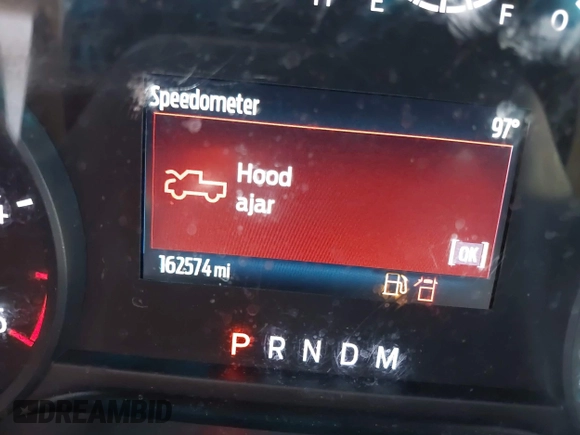 H E F O
Speedometer 97°
Hood
ajar
[OK]
162574 mi
P R N D M
DREAMBID